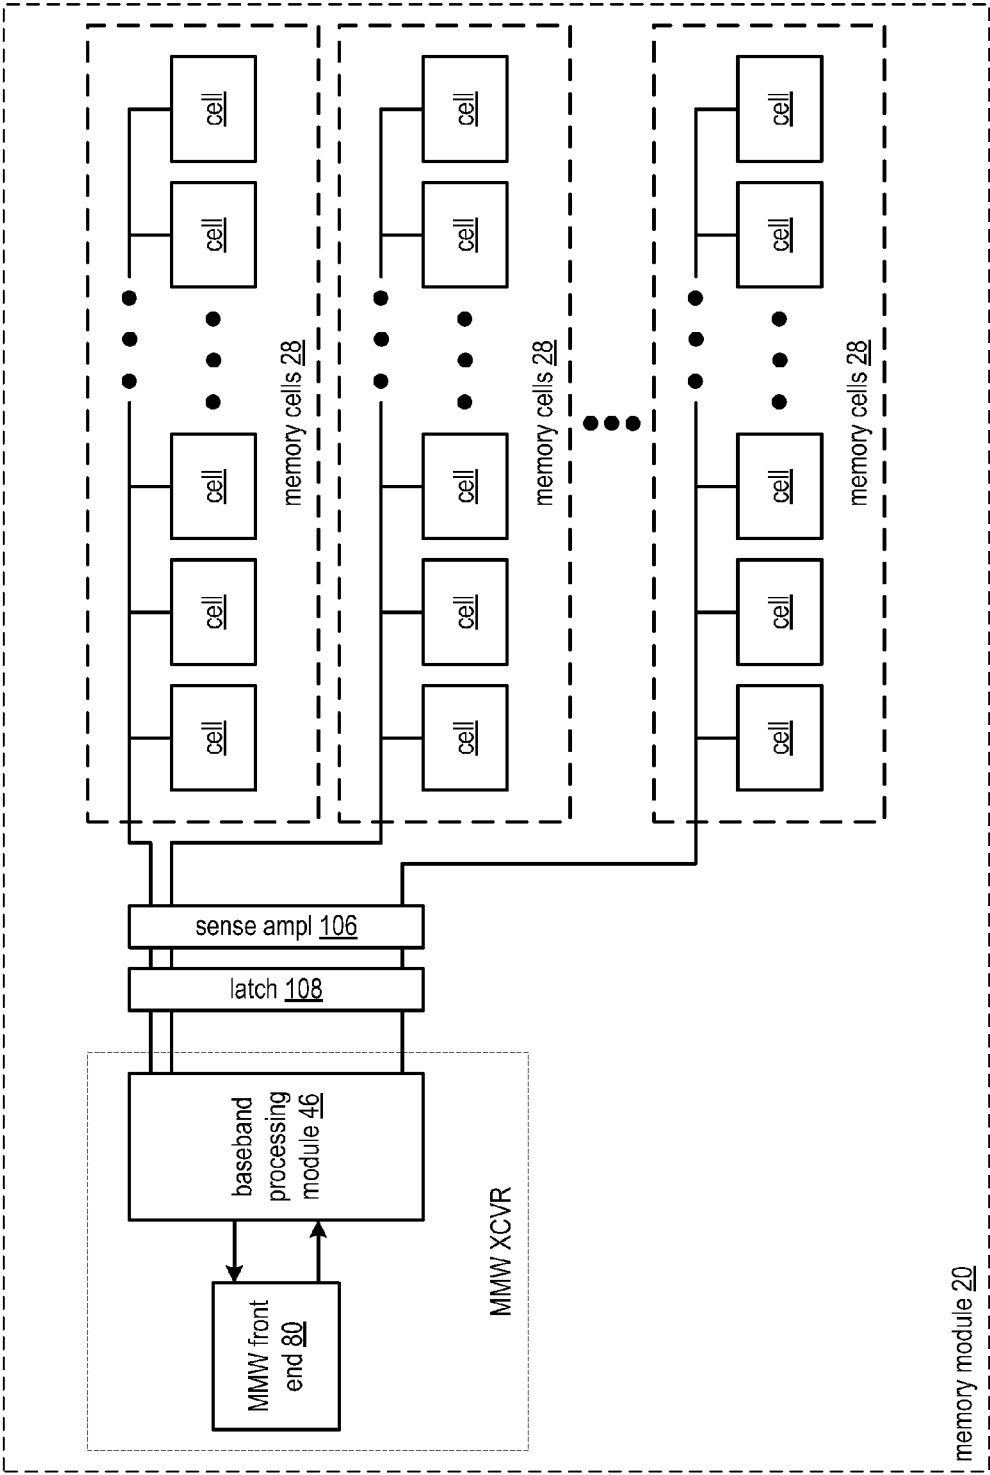 MMW front
end 80
baseband
processing
module 46
MMW XCVR
latch 108
sense ampl 106
cell
cell
cell
cell
cell
memory cells 28
cell
cell
cell
cell
cell
memory cells 28
cell
cell
cell
cell
cell
memory cells 28
memory module 20